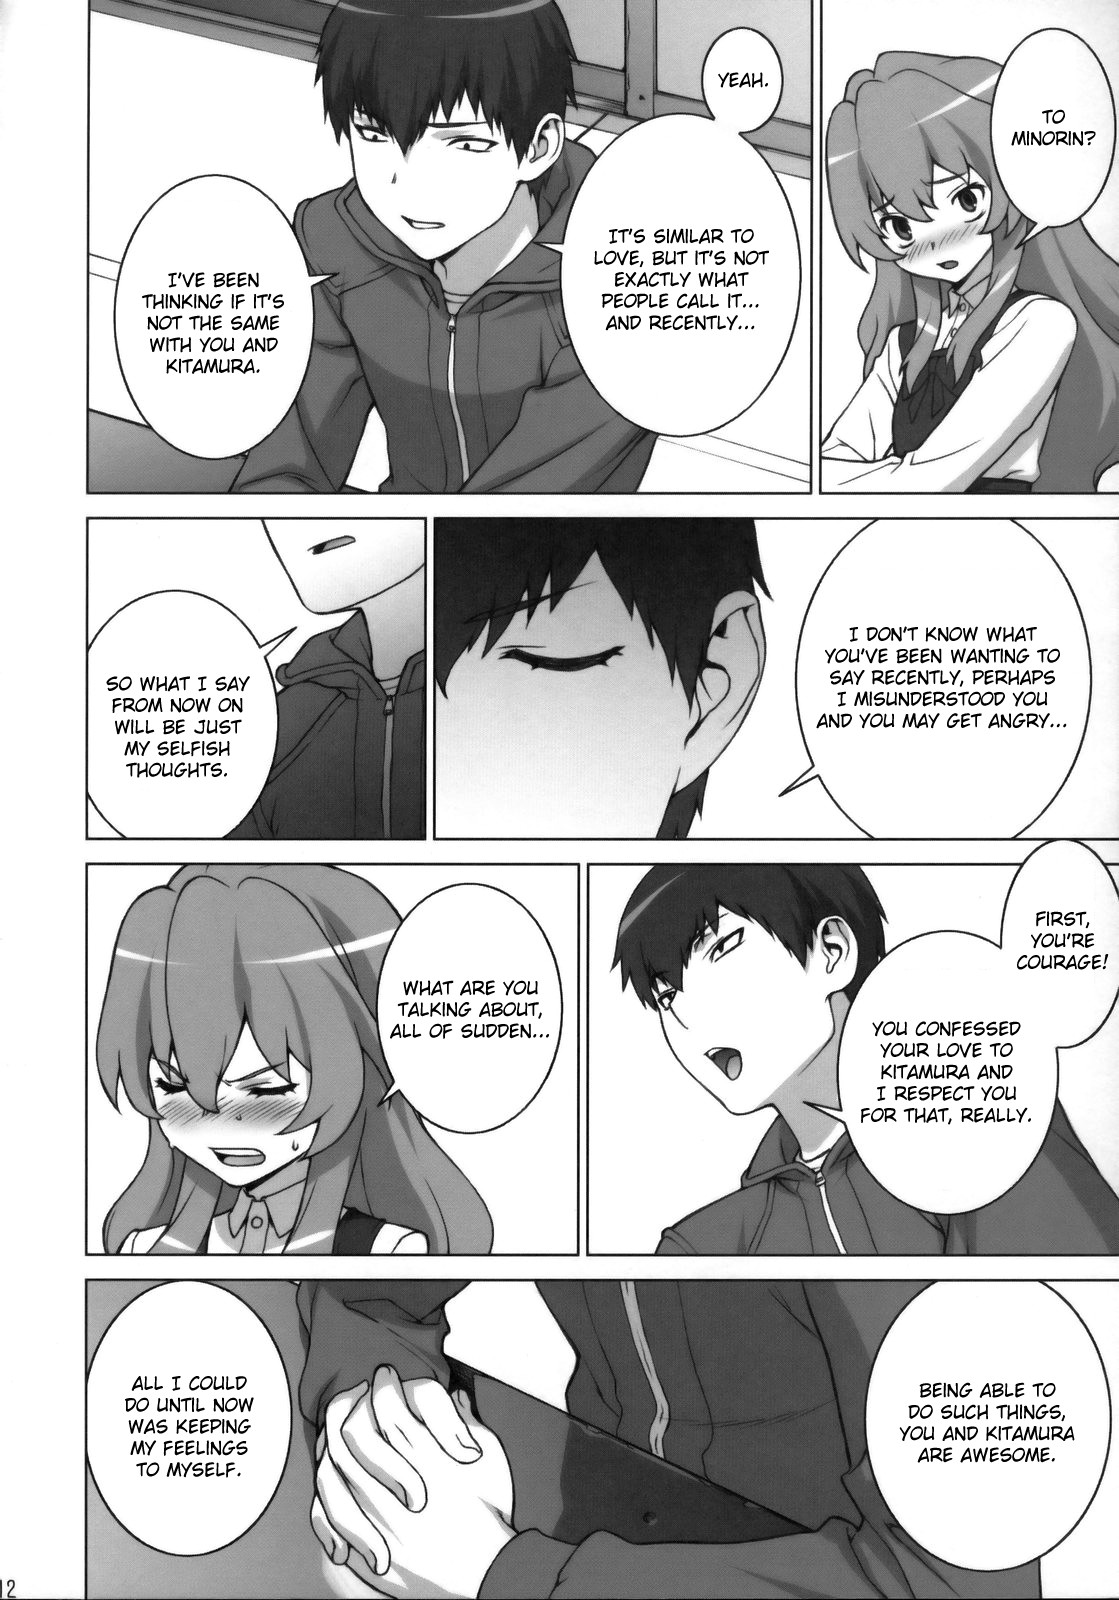 TO
MINORIN?
YEAH.
IT'S SIMILAR TO
LOVE, BUT IT'S NOT
EXACTLY WHAT
PEOPLE CALL IT...
AND RECENTLY...
I'VE BEEN
THINKING IF IT'S
NOT THE SAME
WITH YOU AND
KITAMURA.
I DON'T KNOW WHAT
YOU'VE BEEN WANTING TO
SAY RECENTLY, PERHAPS
I MISUNDERSTOOD YOU
AND YOU MAY GET ANGRY...
SO WHAT I SAY
FROM NOW ON
WILL BE JUST
MY SELFISH
THOUGHTS.
FIRST,
YOU'RE
COURAGE!
YOU CONFESSED
YOUR LOVE TO
KITAMURA AND
I RESPECT YOU
FOR THAT, REALLY.
WHAT ARE YOU
TALKING ABOUT,
ALL OF SUDDEN...
BEING ABLE TO
DO SUCH THINGS,
YOU AND KITAMURA
ARE AWESOME.
ALL I COULD
DO UNTIL NOW
WAS KEEPING
MY FEELINGS
TO MYSELF.
12